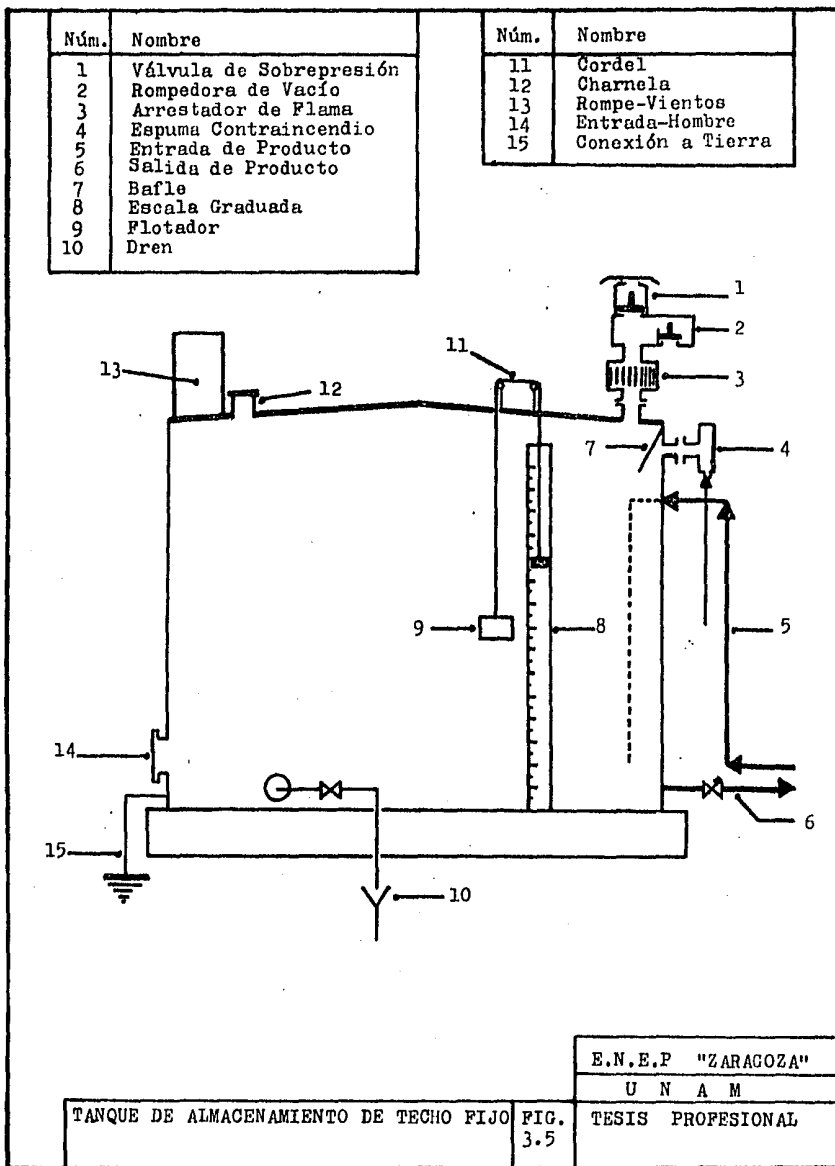 Núm. Nombre
1 Válvula de Sobrepresión
2 Rompedora de Vacío
3 Arrestador de Flama
4 Espuma Contraincendio
5 Entrada de Producto
6 Salida de Producto
7 Bafle
8 Escala Graduada
9 Flotador
10 Dren
Núm. Nombre
11 Cordel
12 Charnela
13 Rompe-Vientos
14 Entrada-Hombre
15 Conexión a Tierra
1
2
11
13
12
3
7
4
9
8
5
14
15
6
10
E.N.E.P "ZARAGOZA"
U N A M
TANQUE DE ALMACENAMIENTO DE TECHO FIJO
FIG. 3.5
TESIS PROFESIONAL